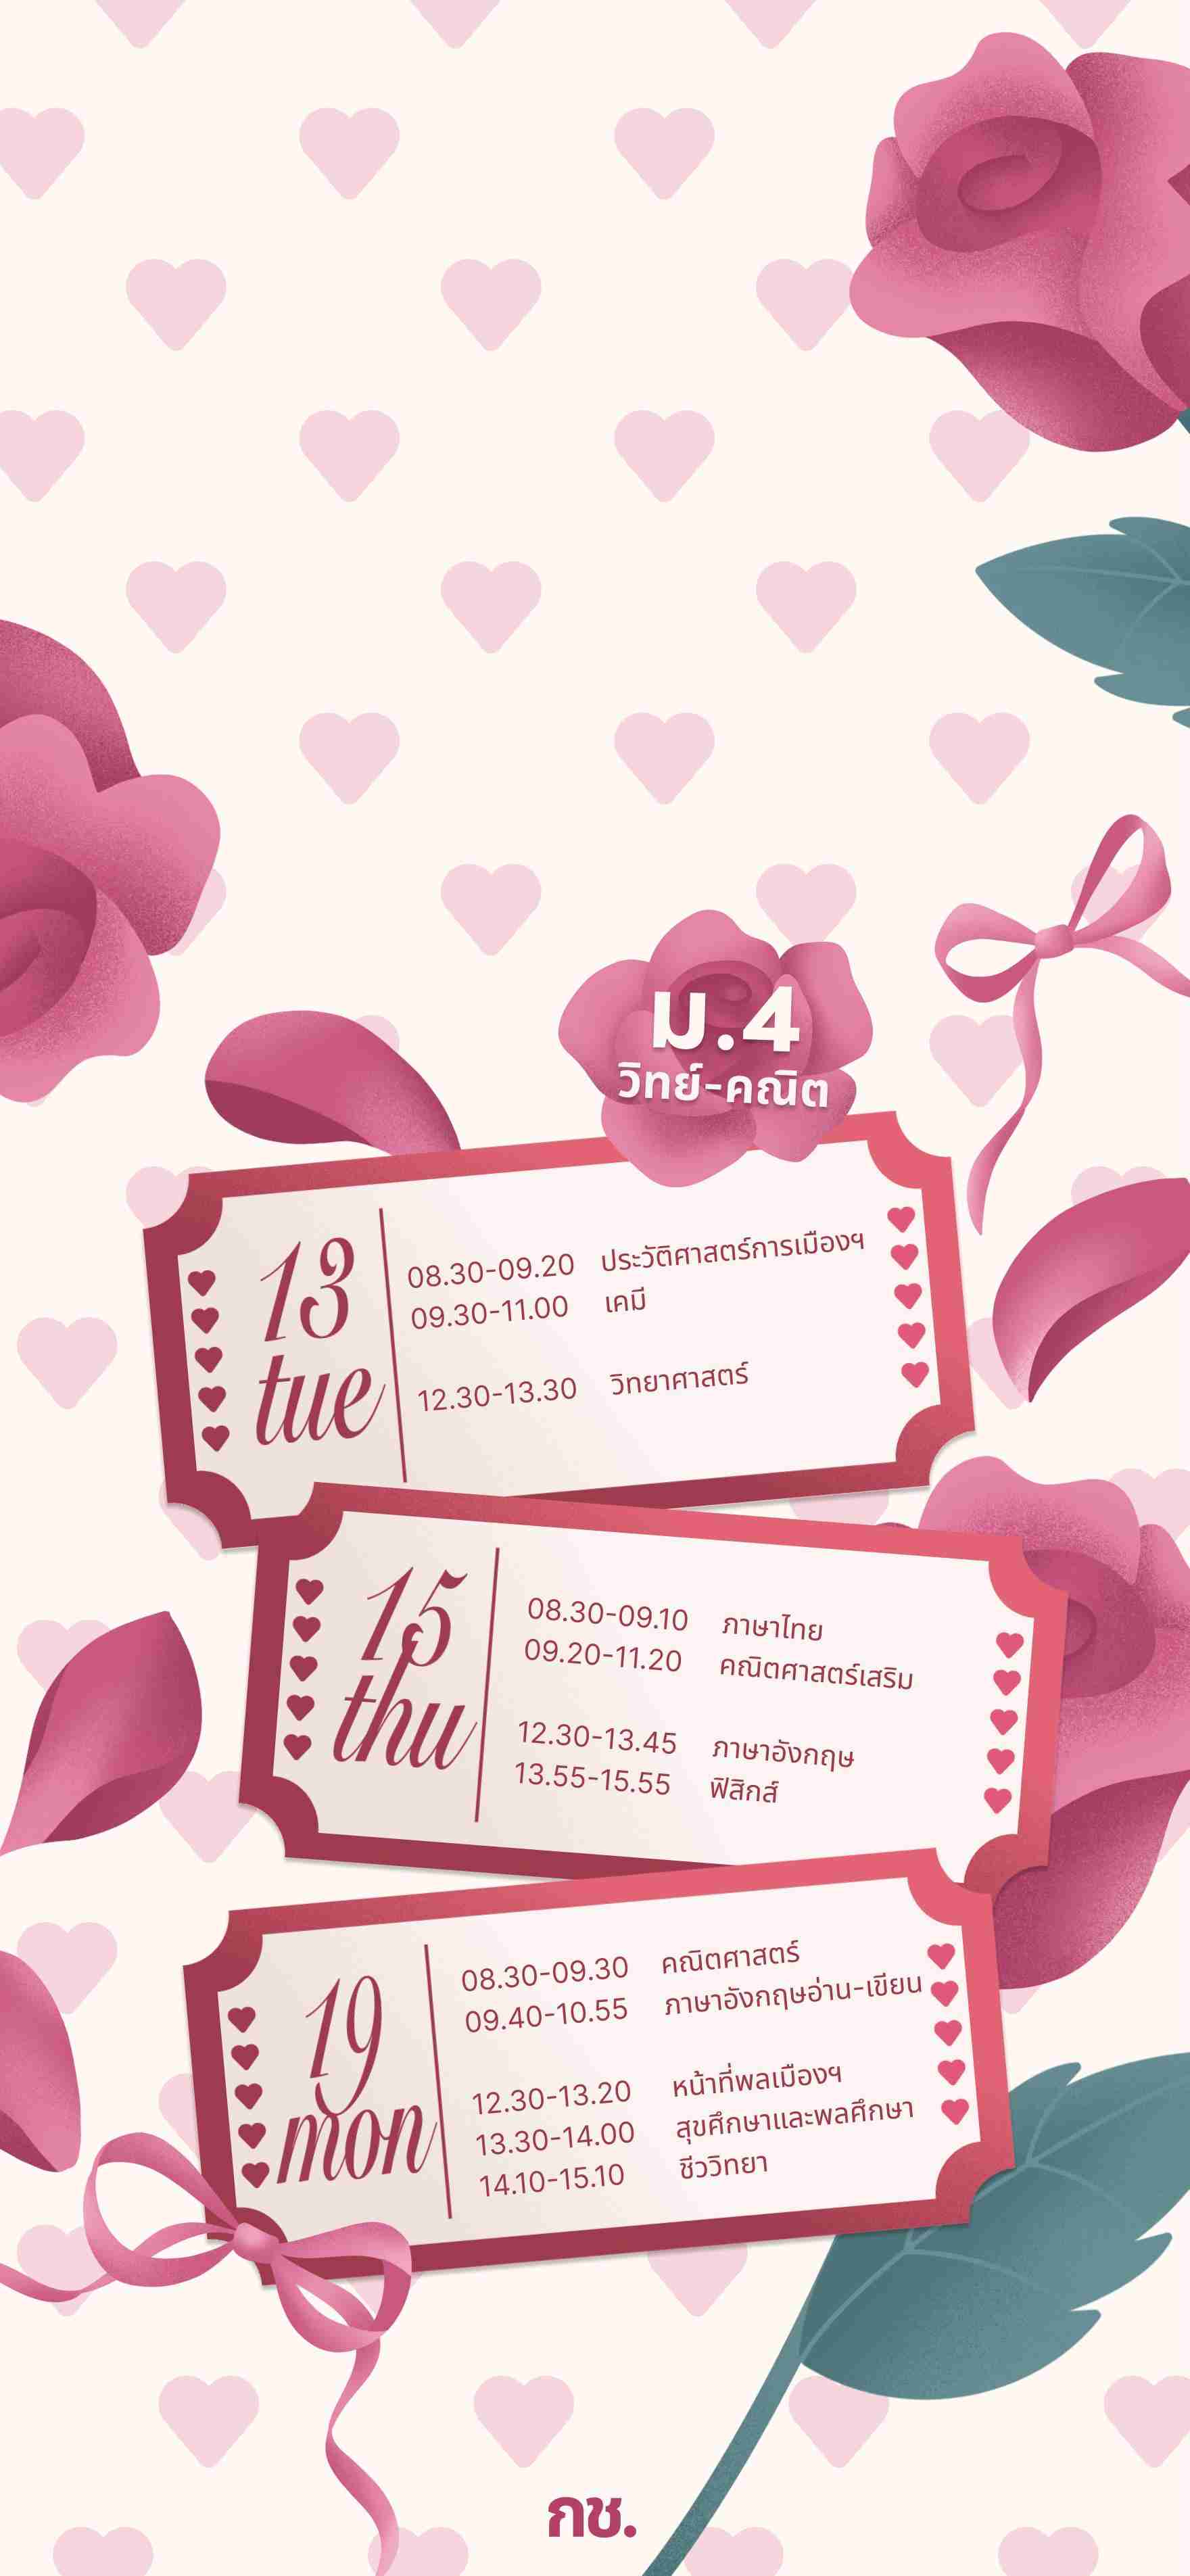 ม.4
วิทย์-คณิต
13
tue
08.30-09.20 ประวัติศาสตร์การเมืองฯ
09.30-11.00 เคมี
12.30-13.30 วิทยาศาสตร์
15
thu
08.30-09.10 ภาษาไทย
09.20-11.20 คณิตศาสตร์เสริม
12.30-13.45 ภาษาอังกฤษ
13.55-15.55 ฟิสิกส์
19
mon
08.30-09.30 คณิตศาสตร์
09.40-10.55 ภาษาอังกฤษอ่าน-เขียน
12.30-13.20 หน้าที่พลเมืองฯ
13.30-14.00 สุขศึกษาและพลศึกษา
14.10-15.10 ชีววิทยา
กช.